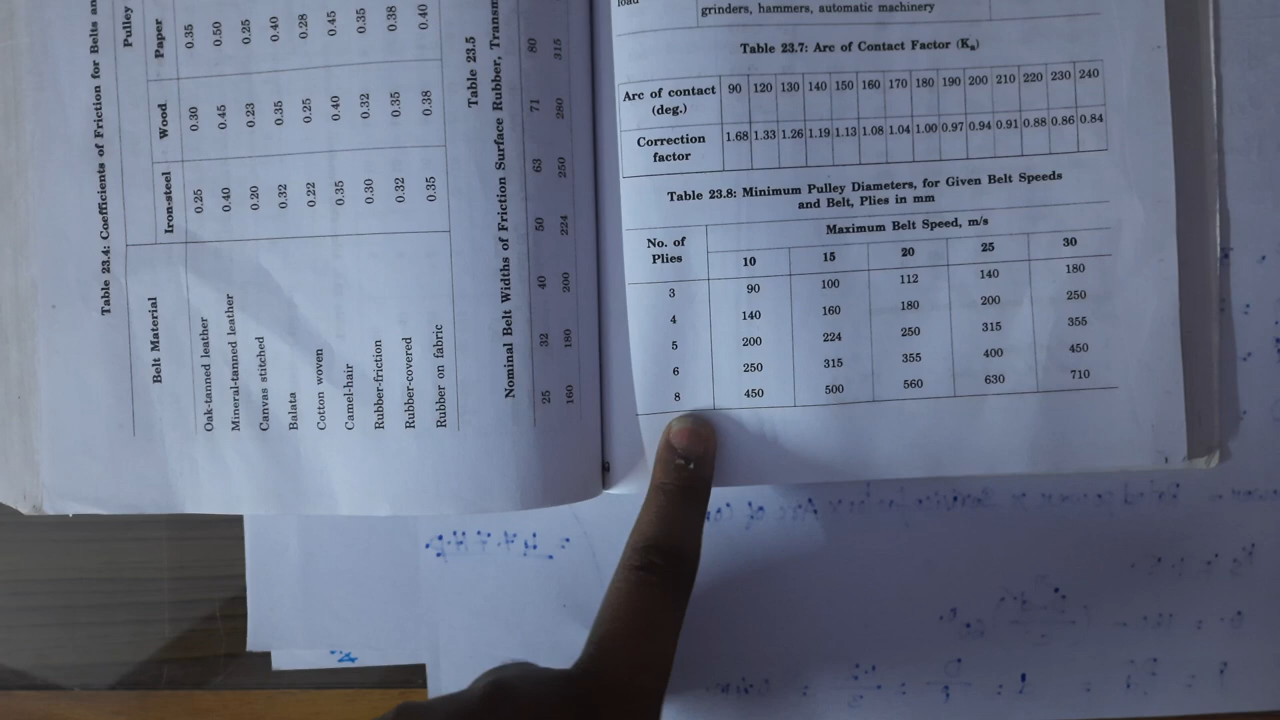 Table 23.4: Coefficients of Friction for Belts an
Pulley
Belt Material Iron-steel Wood Paper
Oak-tanned leather 0.25 0.30 0.35
Mineral-tanned leather 0.40 0.45 0.50
Canvas stitched 0.20 0.23 0.25
Balata 0.32 0.35 0.40
Cotton woven 0.22 0.25 0.28
Camel-hair 0.35 0.40 0.45
Rubber-friction 0.30 0.32 0.35
Rubber-covered 0.32 0.35 0.38
Rubber on fabric 0.35 0.38 0.40
Table 23.5
Nominal Belt Widths of Friction Surface Rubber, Transm
25 32 40 50 63 71 80
160 180 200 224 250 280 315
load grinders, hammers, automatic machinery
Table 23.7: Arc of Contact Factor (Ka)
Arc of contact (deg.) 90 120 130 140 150 160 170 180 190 200 210 220 230 240
Correction factor 1.68 1.33 1.26 1.19 1.13 1.08 1.04 1.00 0.97 0.94 0.91 0.88 0.86 0.84
Table 23.8: Minimum Pulley Diameters, for Given Belt Speeds
and Belt, Plies in mm
No. of Plies Maximum Belt Speed, m/s
10 15 20 25 30
3 90 100 112 140 180
4 140 160 180 200 250
5 200 224 250 315 355
6 250 315 355 400 450
8 450 500 560 630 710